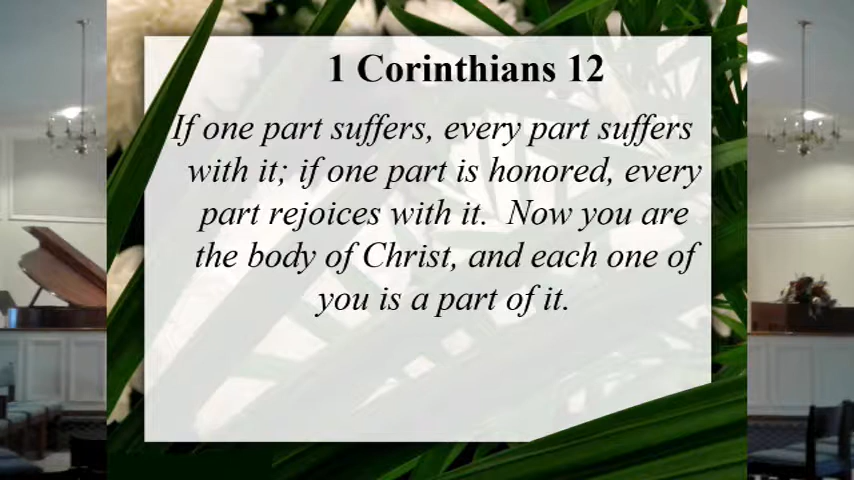 1 Corinthians 12
If one part suffers, every part suffers
with it; if one part is honored, every
part rejoices with it.  Now you are
the body of Christ, and each one of
you is a part of it.